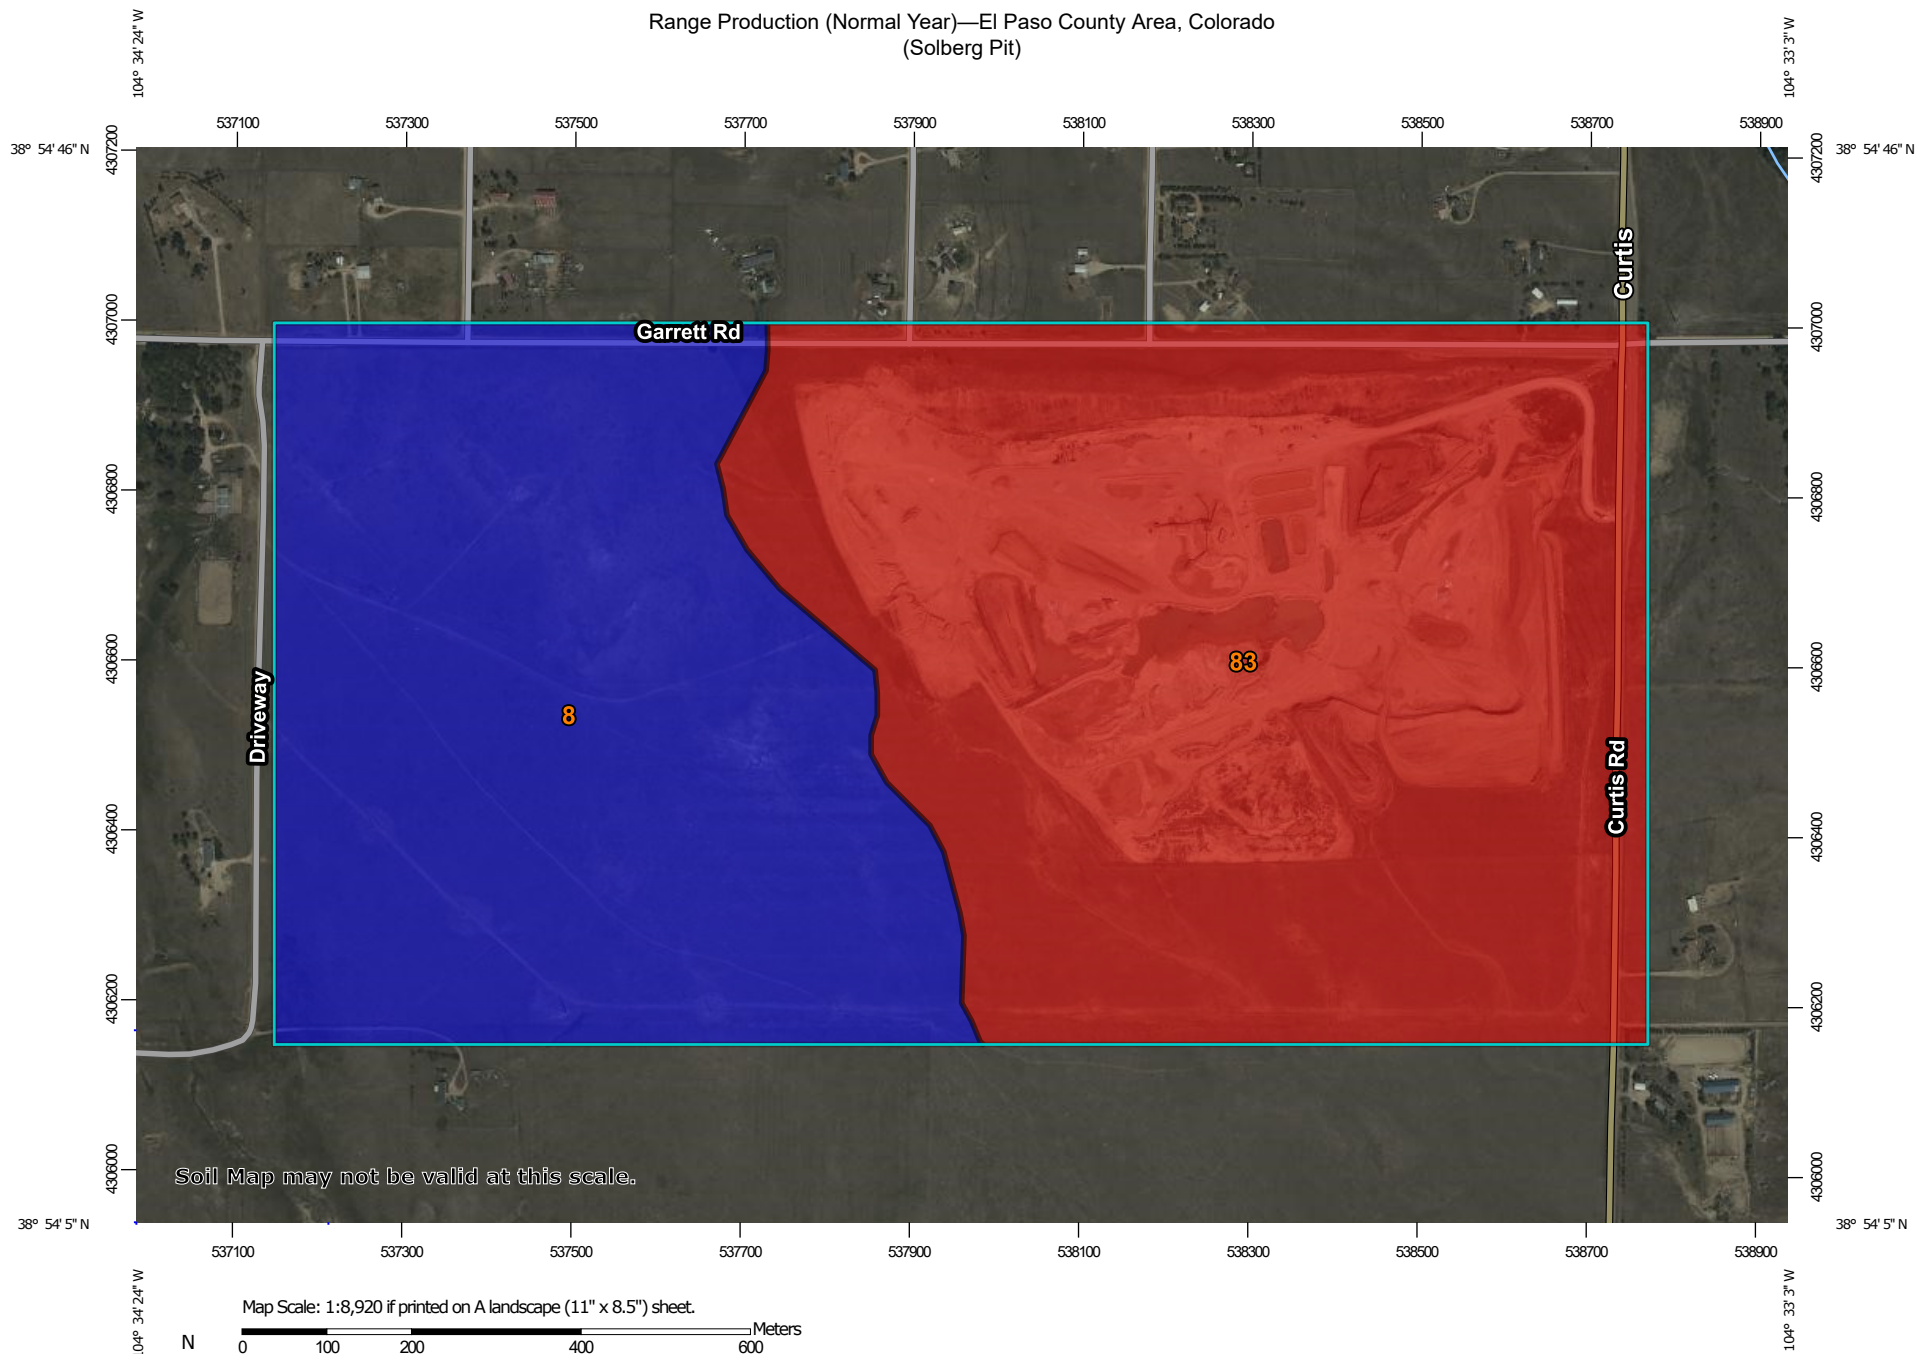 Range Production (Normal Year)—El Paso County Area, Colorado
(Solberg Pit)
104° 34' 24" W
104° 33' 3" W
537100 537300 537500 537700 537900 538100 538300 538500 538700 538900
38° 54' 46" N
38° 54' 46" N
4307200
4307200
Curtis
4307000
4307000
Garrett Rd
4306800
4306800
4306600
4306600
83
8
Driveway
Curtis Rd
4306400
4306400
4306200
4306200
4306000
4306000
Soil Map may not be valid at this scale.
38° 54' 5" N
38° 54' 5" N
537100 537300 537500 537700 537900 538100 538300 538500 538700 538900
104° 34' 24" W
104° 33' 3" W
Map Scale: 1:8,920 if printed on A landscape (11" x 8.5") sheet.
Meters
N
0 100 200 400 600